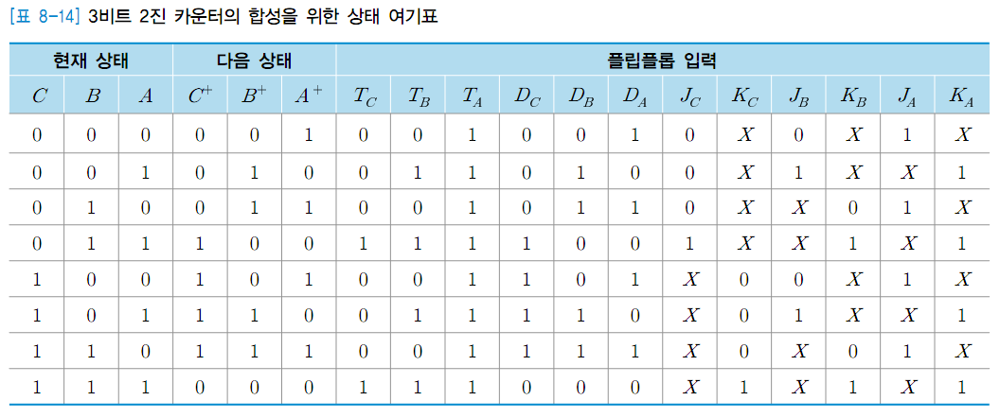 [표 8-14] 3비트 2진 카운터의 합성을 위한 상태 여기표
현재 상태 다음 상태 플립플롭 입력
C B A C⁺ B⁺ A⁺ T_C T_B T_A D_C D_B D_A J_C K_C J_B K_B J_A K_A
0 0 0 0 0 1 0 0 1 0 0 1 0 X 0 X 1 X
0 0 1 0 1 0 0 1 1 0 1 0 0 X 1 X X 1
0 1 0 0 1 1 0 0 1 0 1 1 0 X X 0 1 X
0 1 1 1 0 0 1 1 1 1 0 0 1 X X 1 X 1
1 0 0 1 0 1 0 0 1 1 0 1 X 0 0 X 1 X
1 0 1 1 1 0 0 1 1 1 1 0 X 0 1 X X 1
1 1 0 1 1 1 0 0 1 1 1 1 X 0 X 0 1 X
1 1 1 0 0 0 1 1 1 0 0 0 X 1 X 1 X 1